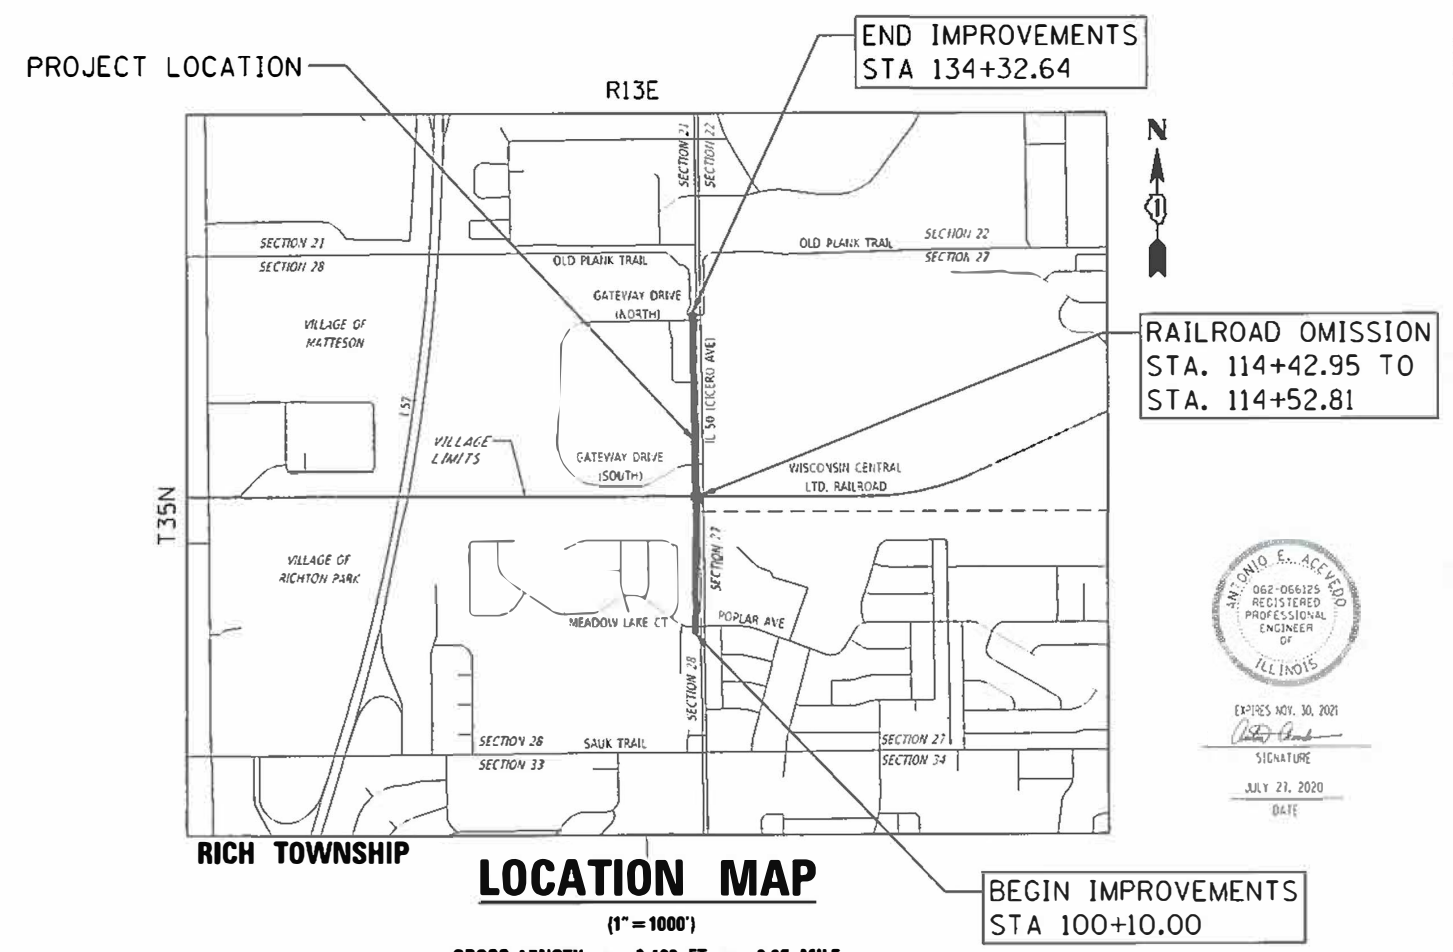 END IMPROVEMENTS
STA 134+32.64
PROJECT LOCATION
R13E
N
SECTION 21
SECTION 22
SECTION 21
SECTION 28
OLD PLANK TRAIL
OLD PLANK TRAIL
SECTION 22
SECTION 27
GATEWAY DRIVE
(NORTH)
VILLAGE OF
MATTESON
RAILROAD OMISSION
STA. 114+42.95 TO
STA. 114+52.81
I 57
VILLAGE
LIMITS
GATEWAY DRIVE
(SOUTH)
WISCONSIN CENTRAL
LTD. RAILROAD
T35N
SECTION 27
VILLAGE OF
RICHTON PARK
MEADOW LAKE CT
POPLAR AVE
SECTION 28
SECTION 28
SAUK TRAIL
SECTION 27
SECTION 33
SECTION 34
ANTONIO E. ACEVEDO
062-066125
REGISTERED
PROFESSIONAL
ENGINEER
OF
ILLINOIS
EXPIRES NOV. 30, 2021
SIGNATURE
JULY 27, 2020
DATE
RICH TOWNSHIP
LOCATION MAP
(1" = 1000')
BEGIN IMPROVEMENTS
STA 100+10.00